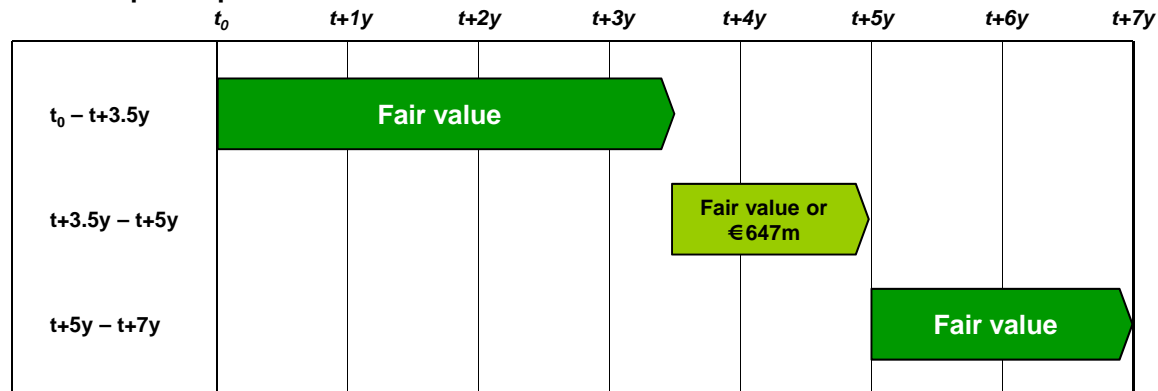 t0 t+1y t+2y t+3y t+4y t+5y t+6y t+7y
t0 – t+3.5y
Fair value
t+3.5y – t+5y
Fair value or
€647m
t+5y – t+7y
Fair value